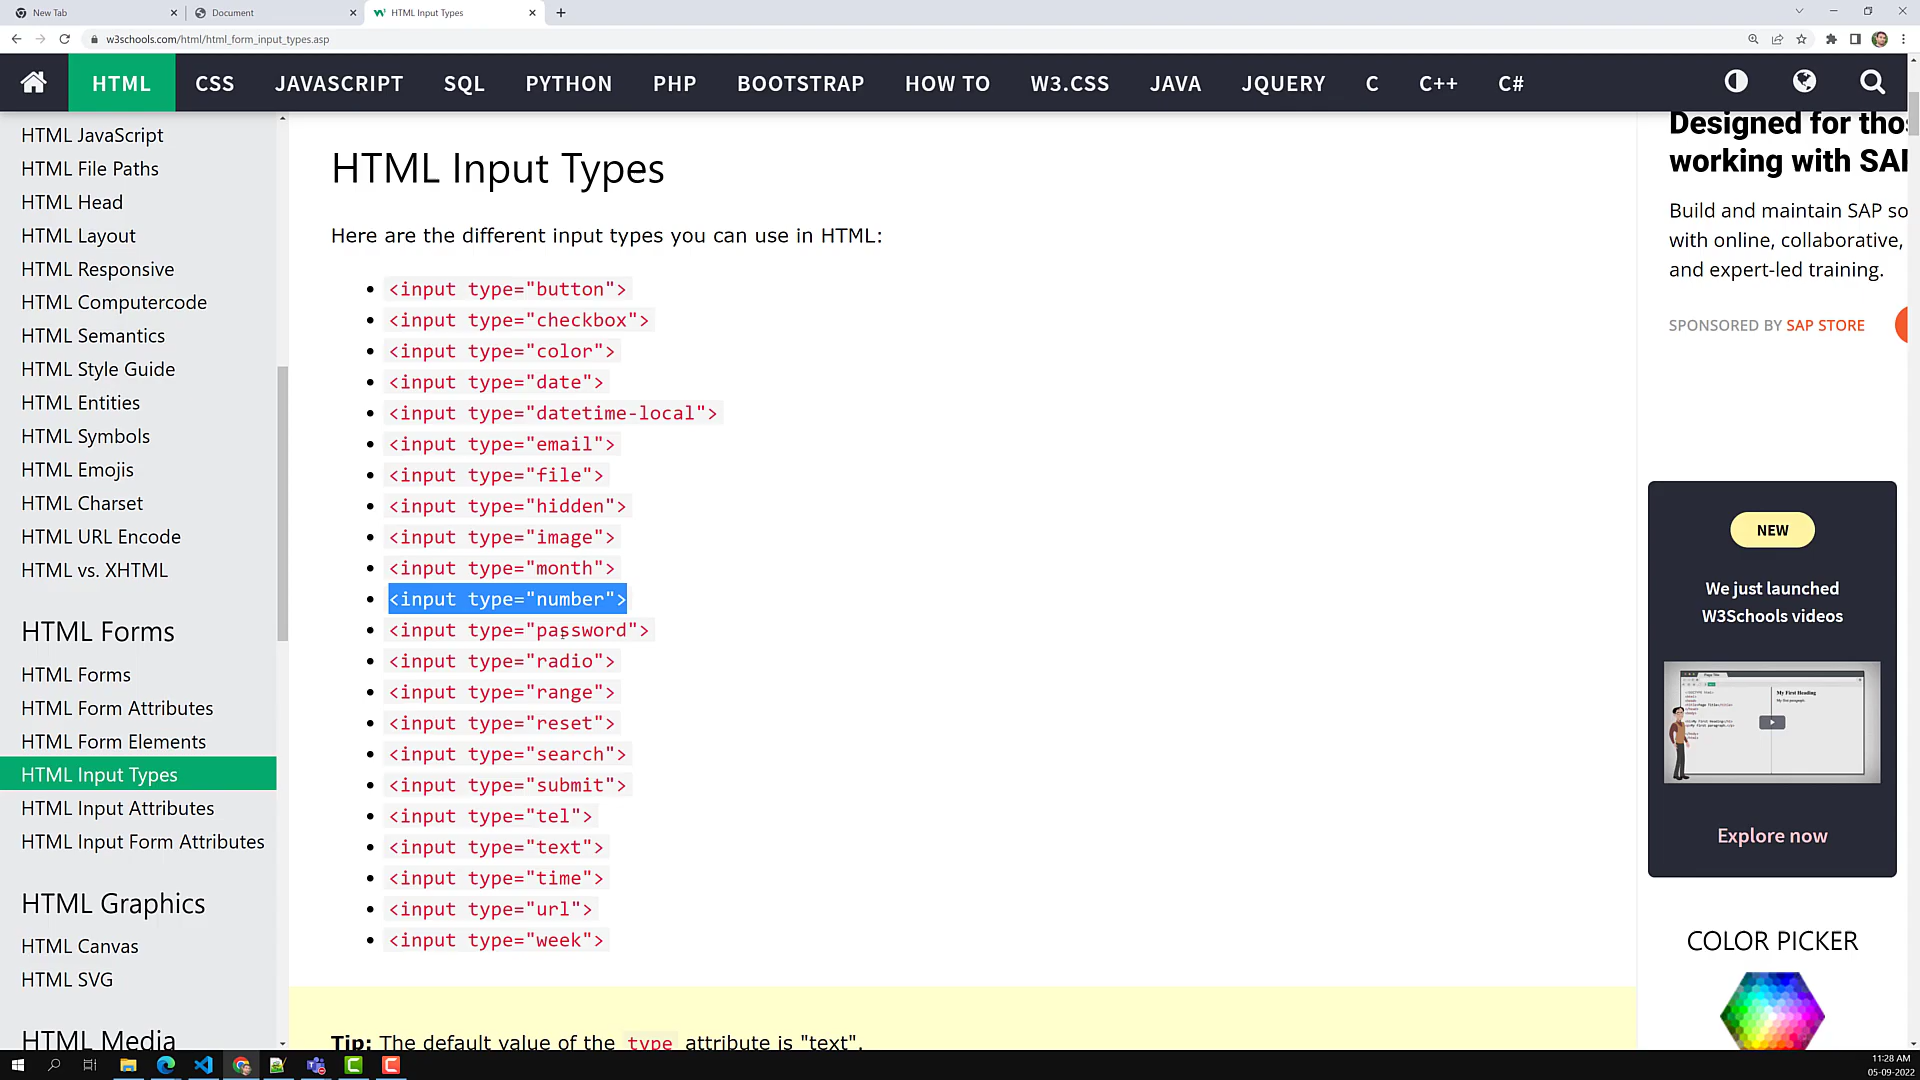 New Tab
Document
HTML Input Types
w3schools.com/html/html_form_input_types.asp
HTML
CSS
JAVASCRIPT
SQL
PYTHON
PHP
BOOTSTRAP
HOW TO
W3.CSS
JAVA
JQUERY
C
C++
C#
HTML JavaScript
HTML File Paths
HTML Head
HTML Layout
HTML Responsive
HTML Computercode
HTML Semantics
HTML Style Guide
HTML Entities
HTML Symbols
HTML Emojis
HTML Charset
HTML URL Encode
HTML vs. XHTML
HTML Forms
HTML Forms
HTML Form Attributes
HTML Form Elements
HTML Input Types
HTML Input Attributes
HTML Input Form Attributes
HTML Graphics
HTML Canvas
HTML SVG
HTML Media
HTML Input Types
Here are the different input types you can use in HTML:
<input type="button">
<input type="checkbox">
<input type="color">
<input type="date">
<input type="datetime-local">
<input type="email">
<input type="file">
<input type="hidden">
<input type="image">
<input type="month">
<input type="number">
<input type="password">
<input type="radio">
<input type="range">
<input type="reset">
<input type="search">
<input type="submit">
<input type="tel">
<input type="text">
<input type="time">
<input type="url">
<input type="week">
Tip: The default value of the type attribute is "text".
Designed for tho
working with SA
Build and maintain SAP so
with online, collaborative,
and expert-led training.
SPONSORED BY SAP STORE
NEW
We just launched
W3Schools videos
My First Heading
Explore now
COLOR PICKER
11:28 AM
05-09-2022